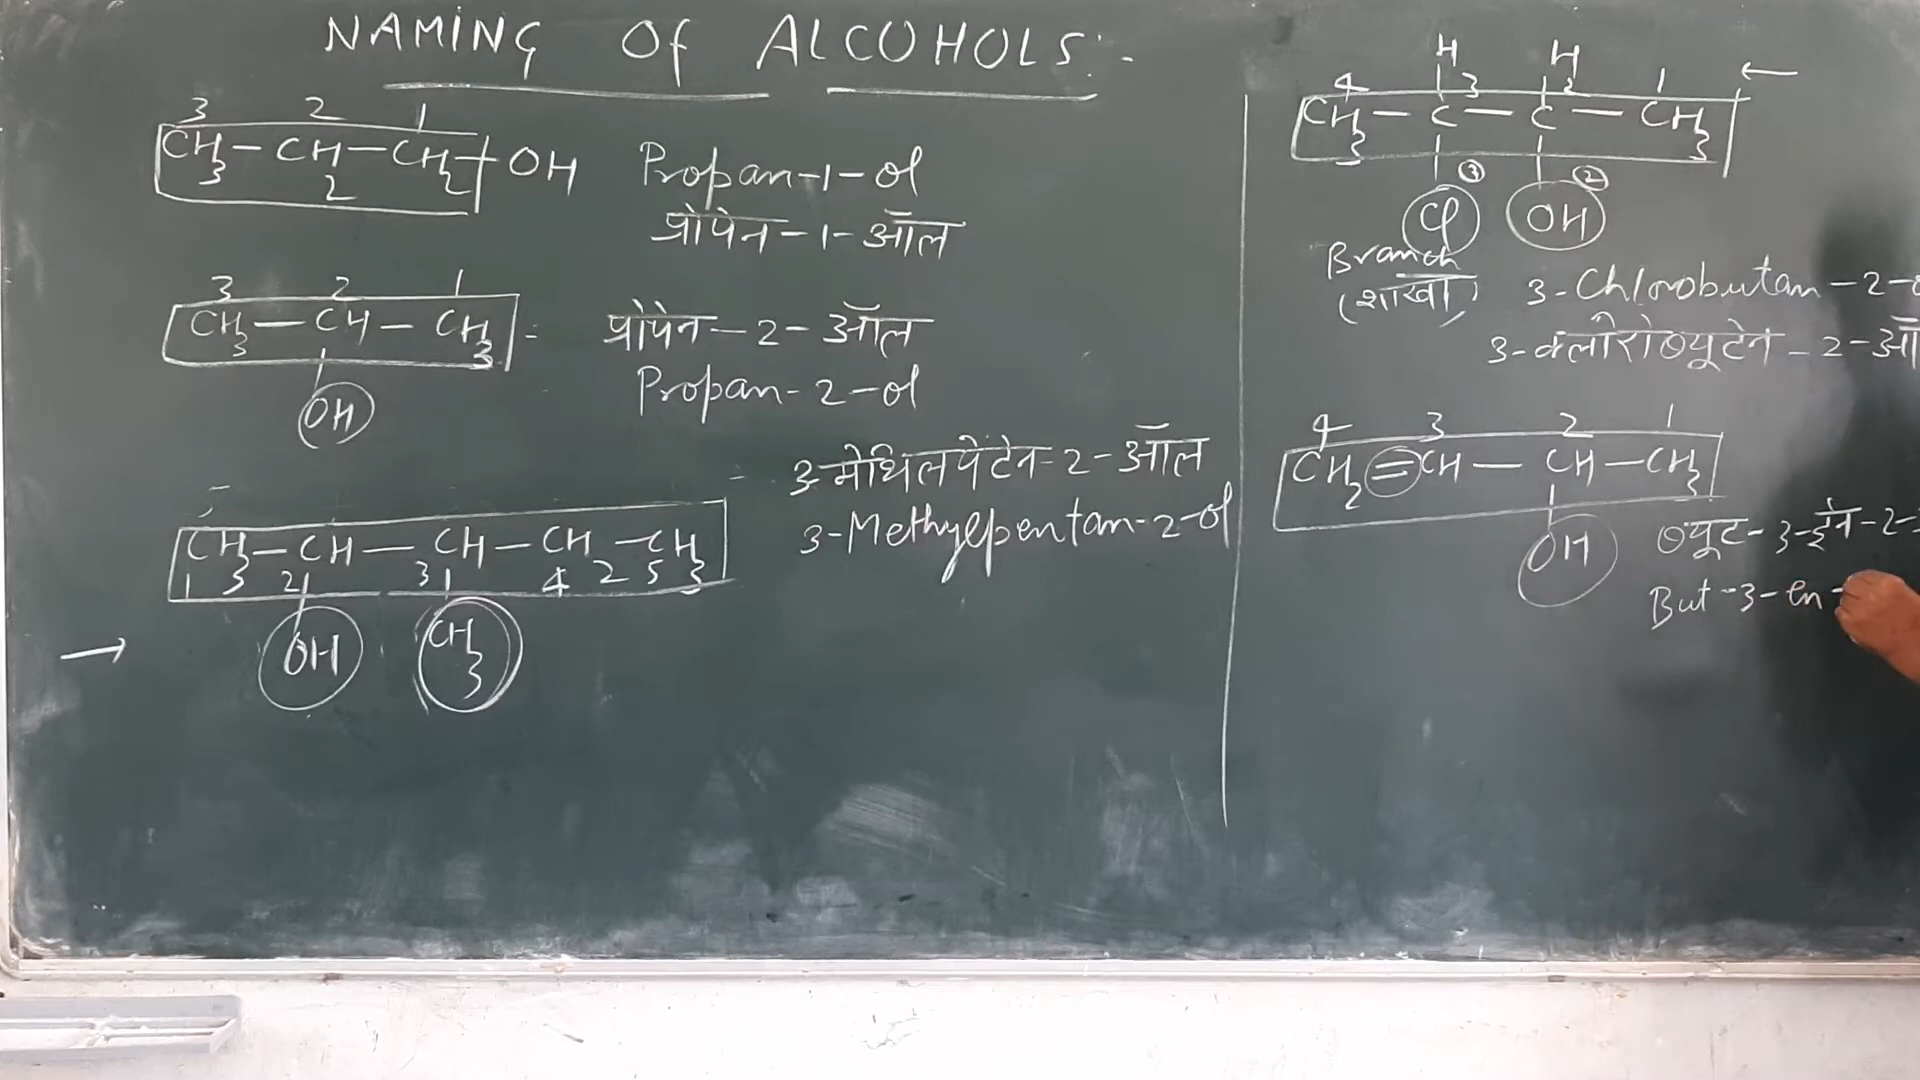 NAMING Of ALCOHOLS:-
3 2 1
CH3 - CH2 - CH2 - OH
Propan-1-ol
प्रोपेन-1-ऑल
3 2 1
CH3 - CH - CH3 =
OH
प्रोपेन-2-ऑल
Propan-2-ol
CH3 - CH - CH - CH2 - CH3
1 2 3 4 5
OH CH3
3-मेथिलपेंटेन-2-ऑल
3-Methylpentan-2-ol
H H
4 3 2 1 ←
CH3 - C - C - CH3
3 2
Cl OH
Branch
(शाखा)
3-Chlorobutan-2-o
3-क्लोरोब्यूटेन-2-ऑ
4 3 2 1
CH2 = CH - CH - CH3
OH
ब्यूट-3-ईन-2-
But-3-en-
→